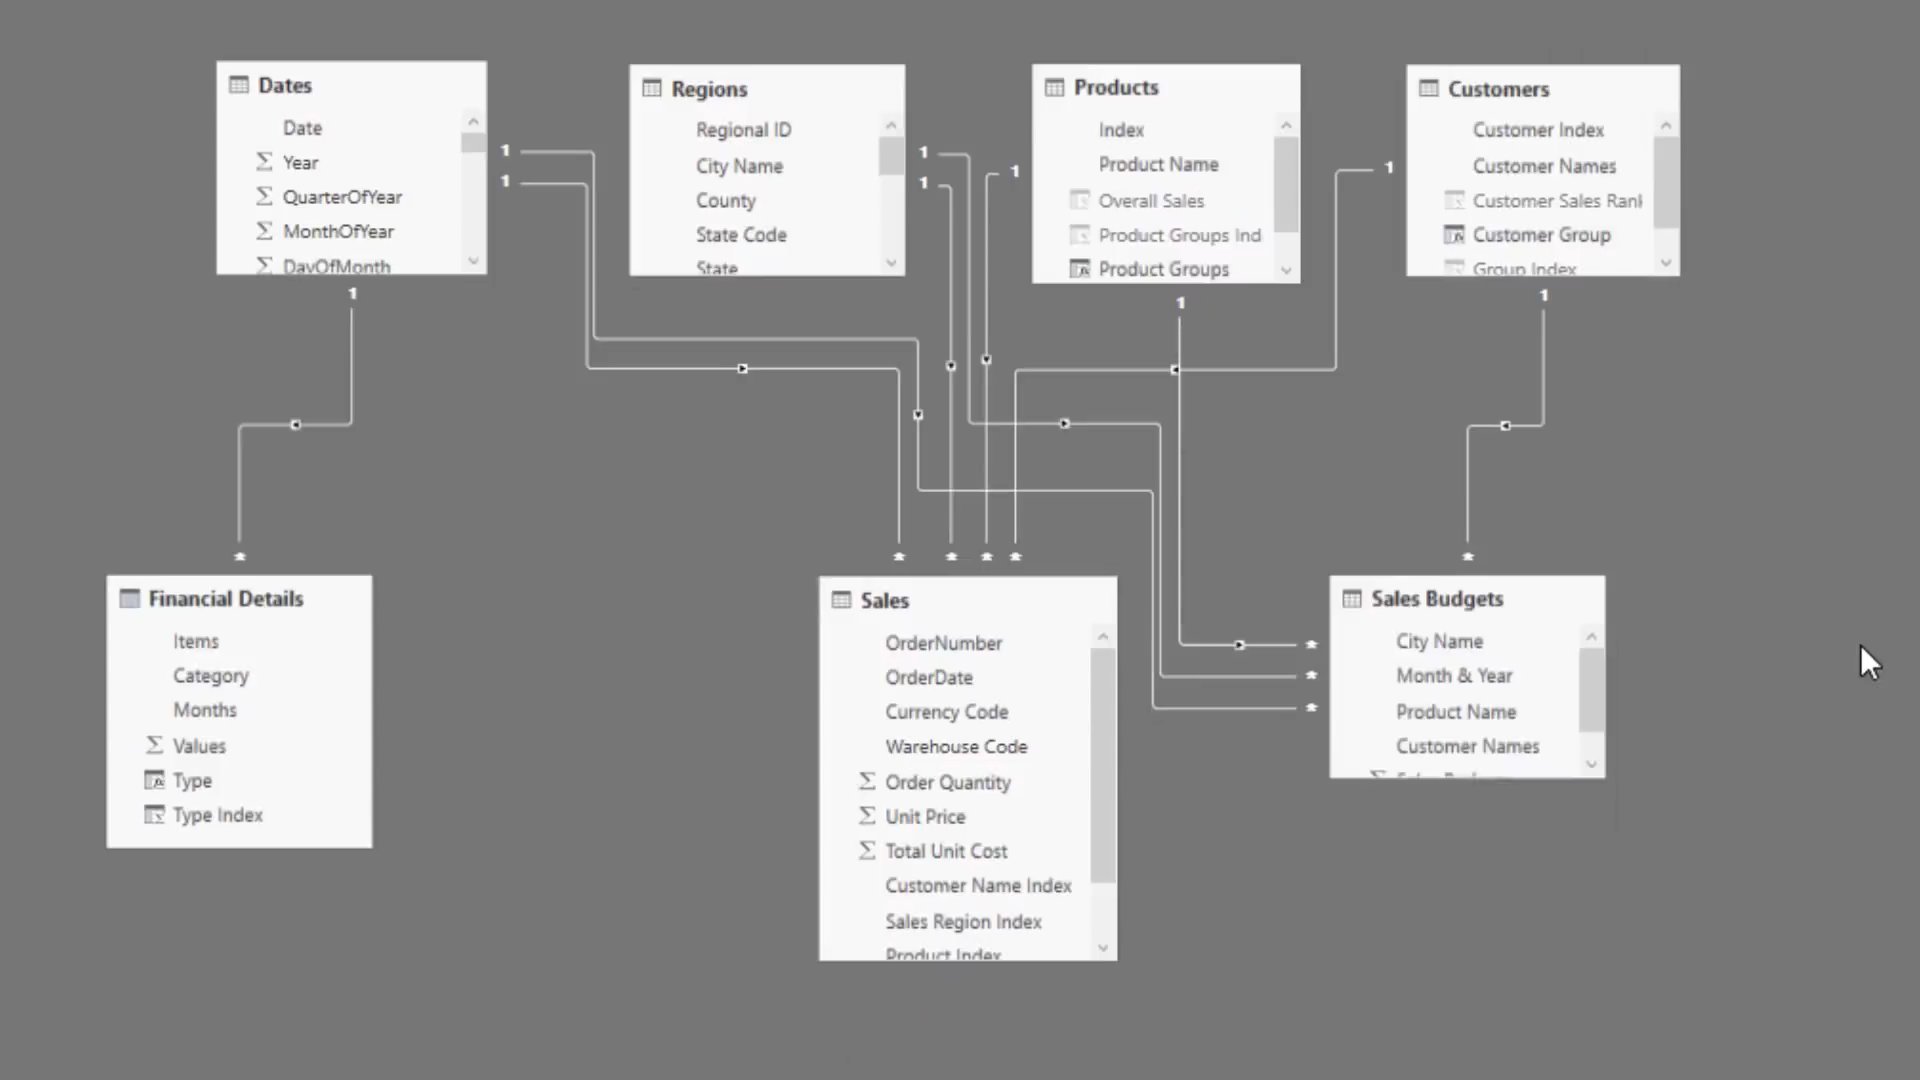 Dates
Date
Year
QuarterOfYear
MonthOfYear
DayOfMonth
1
1
1
Regions
Regional ID
City Name
County
State Code
State
1
1
Products
Index
Product Name
Overall Sales
Product Groups Ind
Product Groups
1
1
Customers
Customer Index
Customer Names
Customer Sales Rank
Customer Group
Group Index
1
1
Financial Details
Items
Category
Months
Values
Type
Type Index
Sales
OrderNumber
OrderDate
Currency Code
Warehouse Code
Order Quantity
Unit Price
Total Unit Cost
Customer Name Index
Sales Region Index
Product Index
Sales Budgets
City Name
Month & Year
Product Name
Customer Names